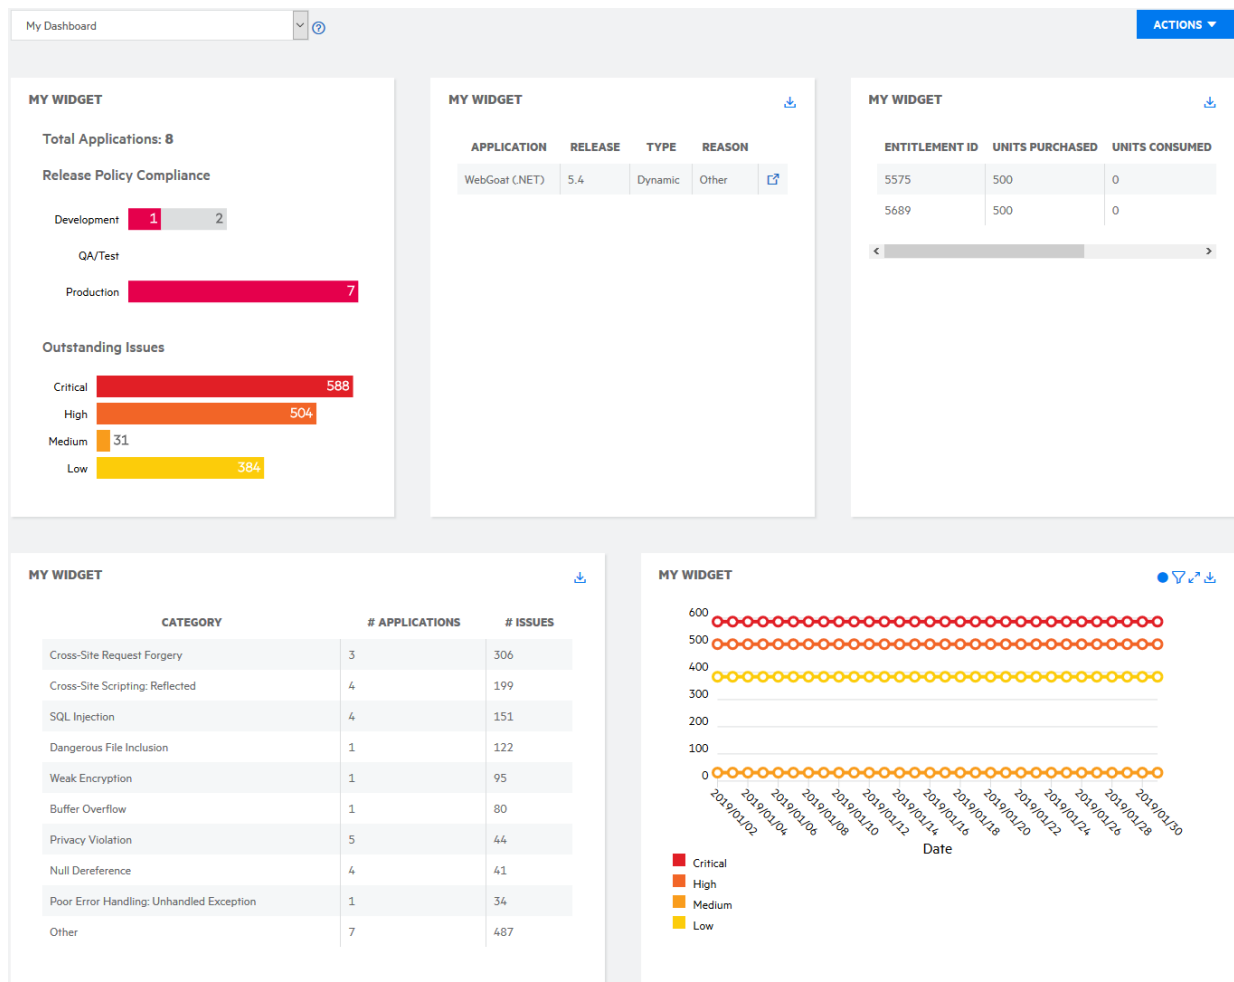 My Dashboard
ACTIONS
MY WIDGET
Total Applications: 8
Release Policy Compliance
Development 1 2
QA/Test
Production 7
Outstanding Issues
Critical 588
High 504
Medium 31
Low 384
MY WIDGET
APPLICATION RELEASE TYPE REASON
WebGoat (.NET) 5.4 Dynamic Other
MY WIDGET
ENTITLEMENT ID UNITS PURCHASED UNITS CONSUMED
5575 500 0
5689 500 0
MY WIDGET
CATEGORY # APPLICATIONS # ISSUES
Cross-Site Request Forgery 3 306
Cross-Site Scripting: Reflected 4 199
SQL Injection 4 151
Dangerous File Inclusion 1 122
Weak Encryption 1 95
Buffer Overflow 1 80
Privacy Violation 5 44
Null Dereference 4 41
Poor Error Handling: Unhandled Exception 1 34
Other 7 487
MY WIDGET
600
500
400
300
200
100
0
2019/01/02 2019/01/04 2019/01/06 2019/01/08 2019/01/10 2019/01/12 2019/01/14 2019/01/16 2019/01/18 2019/01/20 2019/01/22 2019/01/24 2019/01/26 2019/01/28 2019/01/30
Date
Critical
High
Medium
Low